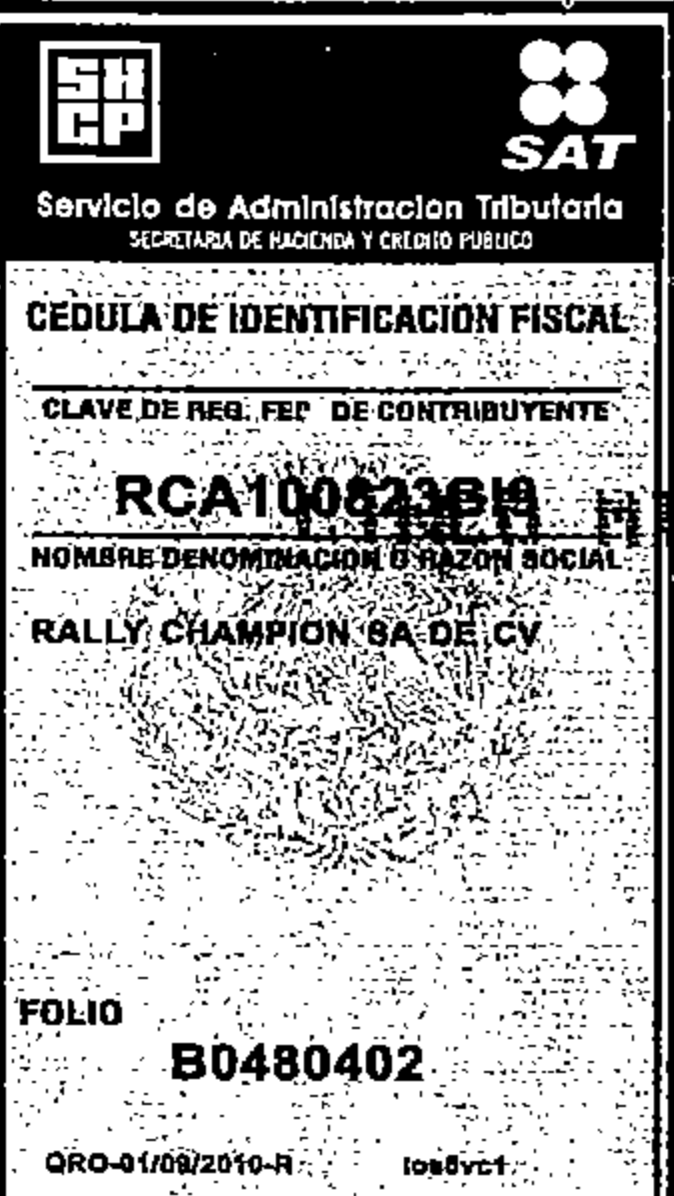 SHCP
SAT
Servicio de Administracion Tributaria
SECRETARIA DE HACIENDA Y CREDITO PUBLICO
CEDULA DE IDENTIFICACION FISCAL
CLAVE DE REG. FED DE CONTRIBUYENTE
NOMBRE DENOMINACION O RAZON SOCIAL
RALLY CHAMPION SA DE CV
FOLIO
B0480402
QRO-01/09/2010-R